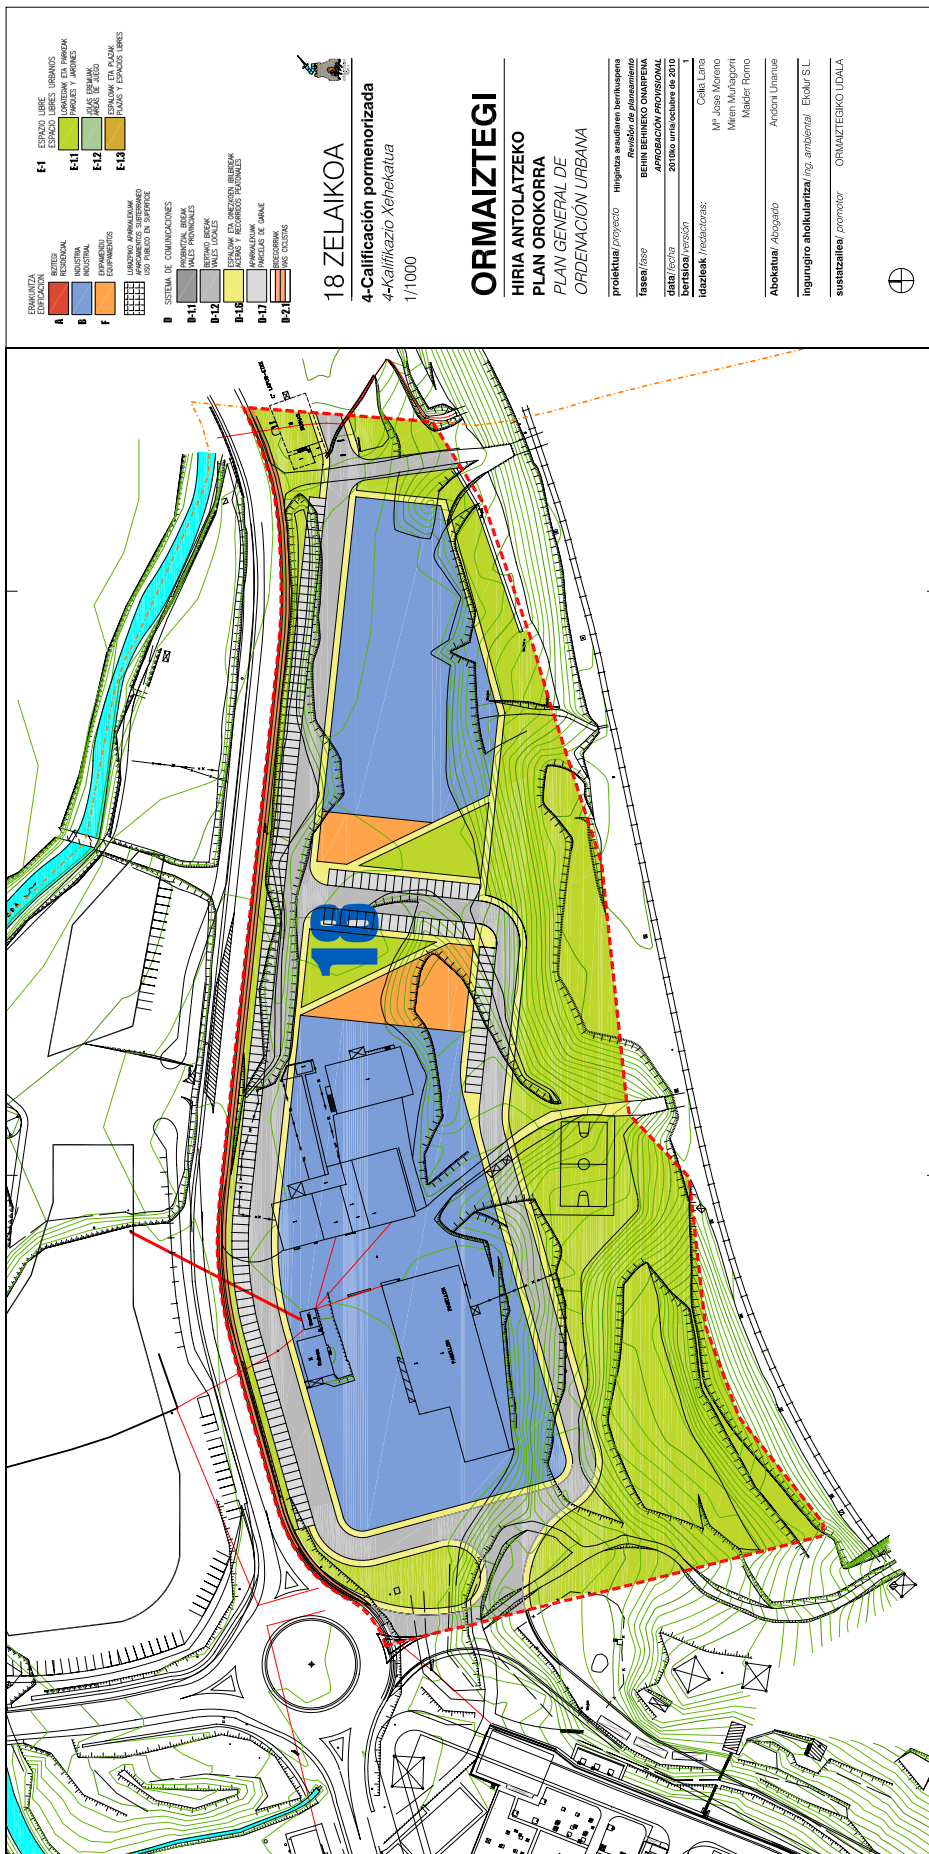 ERAIKUNTZA
EDIFICACION
A
BIZITEGI
RESIDENCIAL
B
INDUSTRIA
INDUSTRIAL
F
EKIPAMENDU
EQUIPAMIENTOS
LURAZPIKO APARKALEKUAK
APARCAMIENTOS SUBTERRANEO
USO PUBLICO EN SUPERFICIE
D SISTEMA DE COMUNICACIONES
D-1.1
PROBINTZIAL BIDEAK
VIALES PROVINCIALES
D-1.2
BERTAKO BIDEAK
VIALES LOCALES
D-1.6
ESPALOIAK ETA OINEZKOEN IBILBIDEAK
ACERAS Y RECORRIDOS PEATONALES
D-1.7
APARKALEKUAK
PARCELAS DE GARAJE
D-2.1
BIDEGORRIAK
VIAS CICLISTAS
E-1
ESPAZIO LIBRE
ESPACIO LIBRES URBANOS
E-1.1
LORATEGIAK ETA PARKEAK
PARQUES Y JARDINES
E-1.2
JOLAS EREMUAK
AREAS DE JUEGO
E-1.3
ESPALOIAK ETA PLAZAK
PLAZAS Y ESPACIOS LIBRES
18 ZELAIKOA
4-Calificación pormenorizada
4-Kalifikazio Xehekatua
1/1000
ORMAIZTEGI
HIRIA ANTOLATZEKO
PLAN OROKORRA
PLAN GENERAL DE
ORDENACIÓN URBANA
proiektua/ proyecto Hirigintza araudiaren berrikuspena
Revisión de planeamiento
fasea/ fase BEHIN BEHINEKO ONARPENA
APROBACIÓN PROVISIONAL
data/ fecha 2010ko urria/octubre de 2010
bertsioa/ versión 1
idazleak / redactoras: Celia Lana
Mª Jose Moreno
Miren Muñagorri
Maider Romo
Abokatua/ Abogado Andoni Unanue
ingurugiro aholkularitza/ ing. ambiental Ekolur S.L.
sustatzailea/ promotor ORMAIZTEGIKO UDALA
18
PABELLON
PABELLON